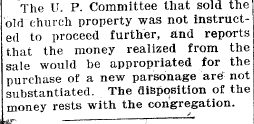 The U. P. Committee that sold the
old church property was not instruct-
ed to proceed further, and reports
that the money realized from the
sale would be appropriated for the
purchase of a new parsonage are not
substantiated. The disposition of the
money rests with the congregation.